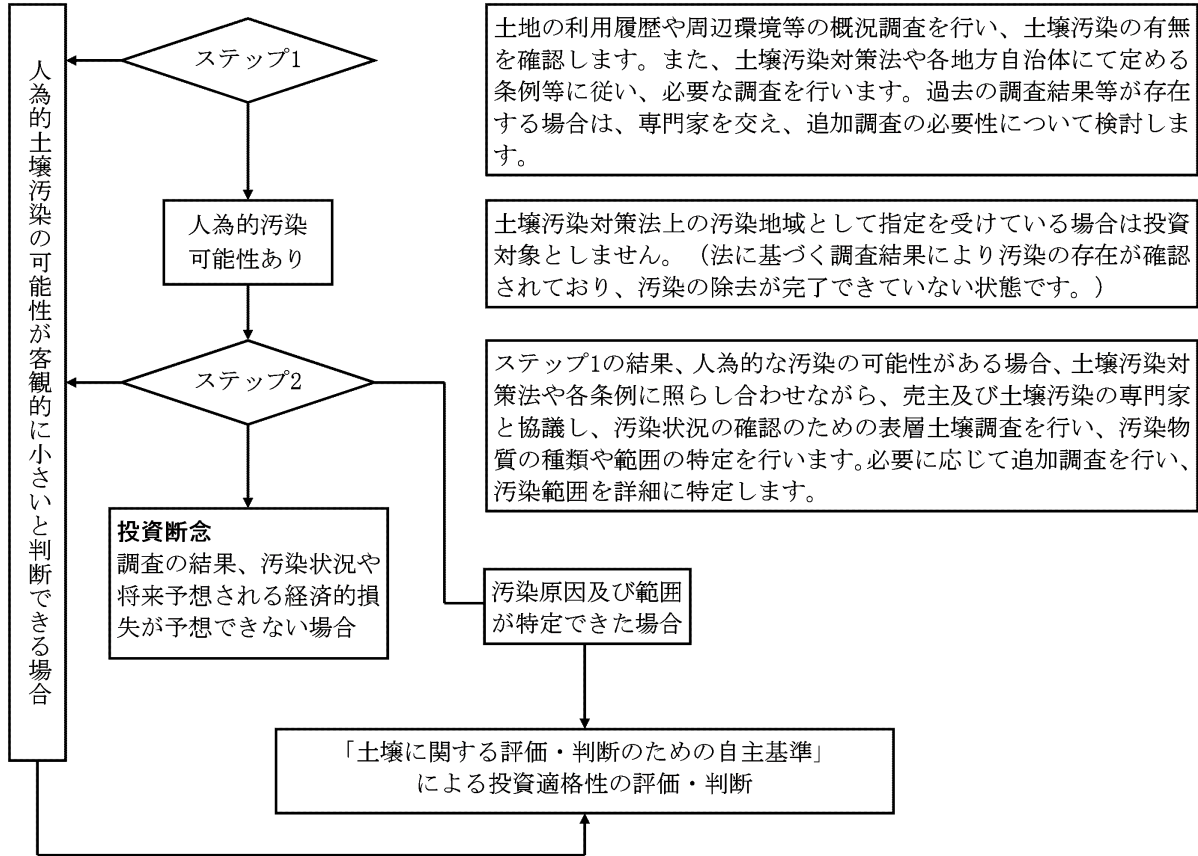 ステップ1
土地の利用履歴や周辺環境等の概況調査を行い、土壌汚染の有無
を確認します。また、土壌汚染対策法や各地方自治体にて定める
条例等に従い、必要な調査を行います。過去の調査結果等が存在
する場合は、専門家を交え、追加調査の必要性について検討しま
す。
人為的土壌汚染の可能性が客観的に小さいと判断できる場合
人為的汚染
可能性あり
土壌汚染対策法上の汚染地域として指定を受けている場合は投資
対象としません。（法に基づく調査結果により汚染の存在が確認
されており、汚染の除去が完了できていない状態です。）
ステップ2
ステップ1の結果、人為的な汚染の可能性がある場合、土壌汚染対
策法や各条例に照らし合わせながら、売主及び土壌汚染の専門家
と協議し、汚染状況の確認のための表層土壌調査を行い、汚染物
質の種類や範囲の特定を行います。必要に応じて追加調査を行い、
汚染範囲を詳細に特定します。
投資断念
調査の結果、汚染状況や
将来予想される経済的損
失が予想できない場合
汚染原因及び範囲
が特定できた場合
「土壌に関する評価・判断のための自主基準」
による投資適格性の評価・判断